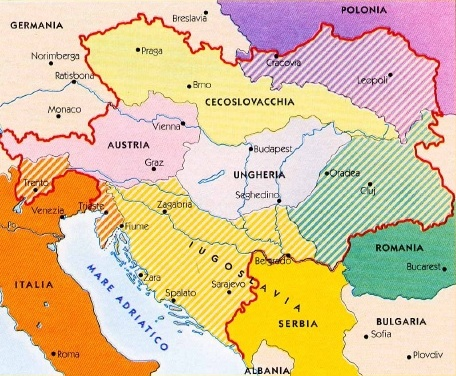 POLONIA
GERMANIA
Breslavia
Norimberga
Praga
Cracovia
Ratisbona
Leopoli
Brno
CECOSLOVACCHIA
Monaco
Vienna
AUSTRIA
Budapest
Graz
UNGHERIA
Oradea
Cluj
Trento
Seghedino
Venezia
Trieste
Zagabria
Po
Fiume
IUGOSLAVIA
ROMANIA
Belgrado
Bucarest
MARE ADRIATICO
Zara
ITALIA
Spalato
Sarajevo
SERBIA
BULGARIA
Sofia
Roma
Plovdiv
ALBANIA